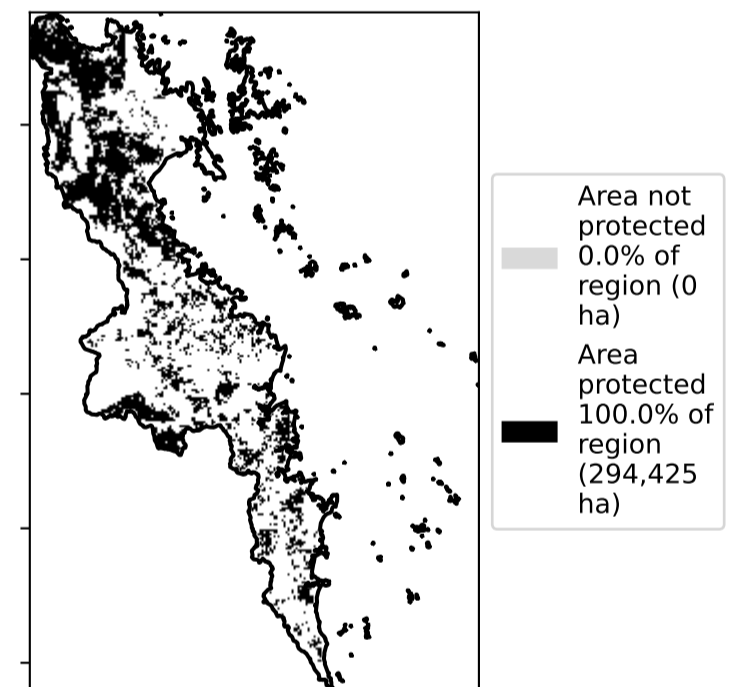 Area not
protected
0.0% of
region (0
ha)
Area
protected
100.0% of
region
(294,425
ha)